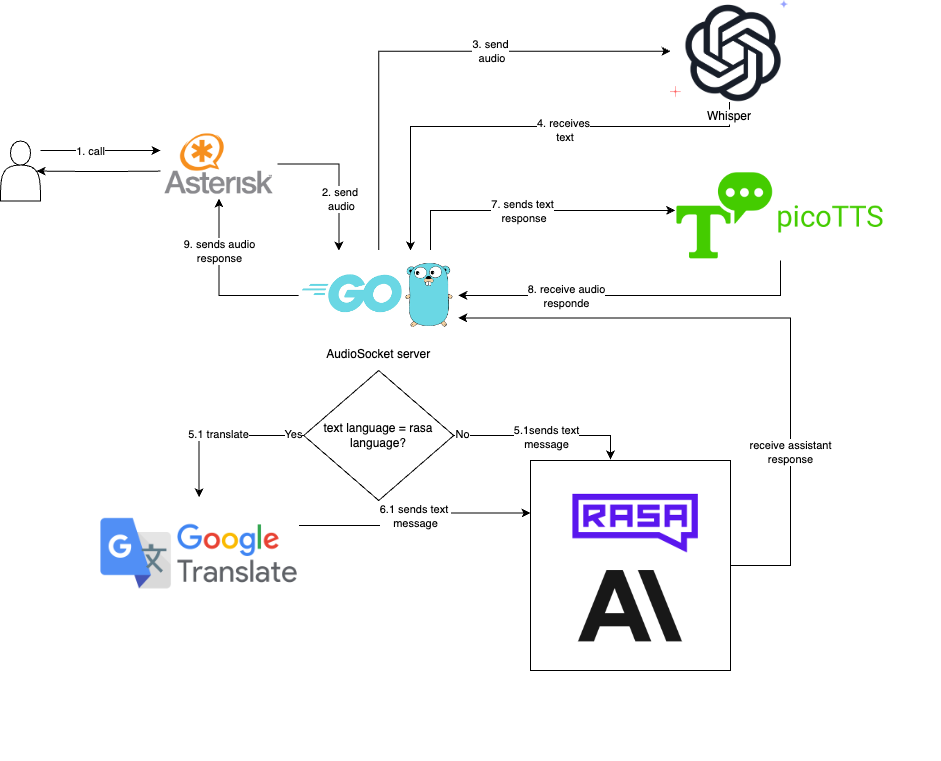 3. send
audio
Whisper
4. receives
text
1. call
Asterisk
2. send
audio
7. sends text
response
T
picoTTS
9. sends audio
response
GO
8. receive audio
responde
AudioSocket server
text language = rasa
language?
5.1 translate
Yes
No
5.1sends text
message
receive assistant
response
6.1 sends text
message
G
文
Google
Translate
RASA
AI